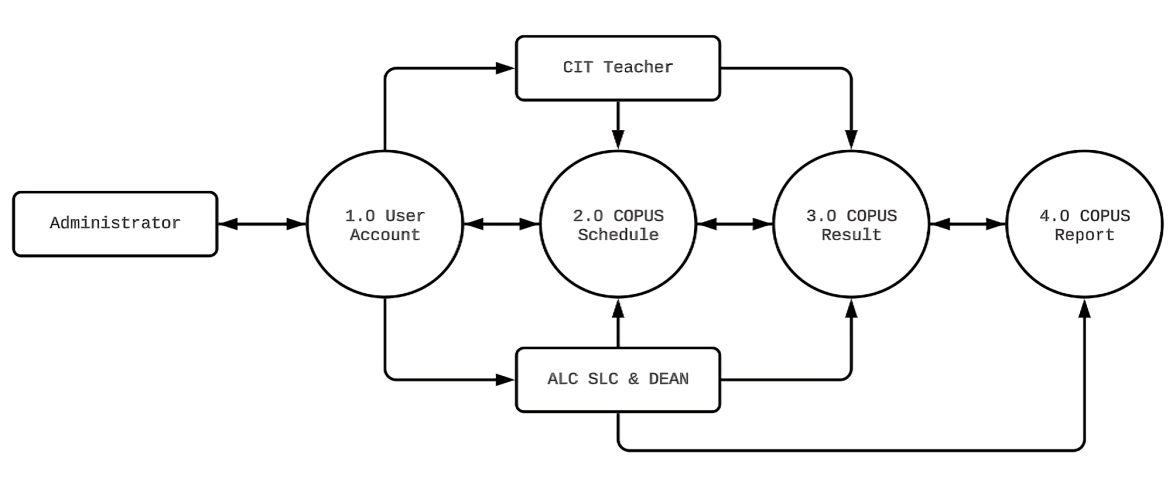 CIT Teacher
Administrator
1.0 User
Account
2.0 COPUS
Schedule
3.0 COPUS
Result
4.0 COPUS
Report
ALC SLC & DEAN